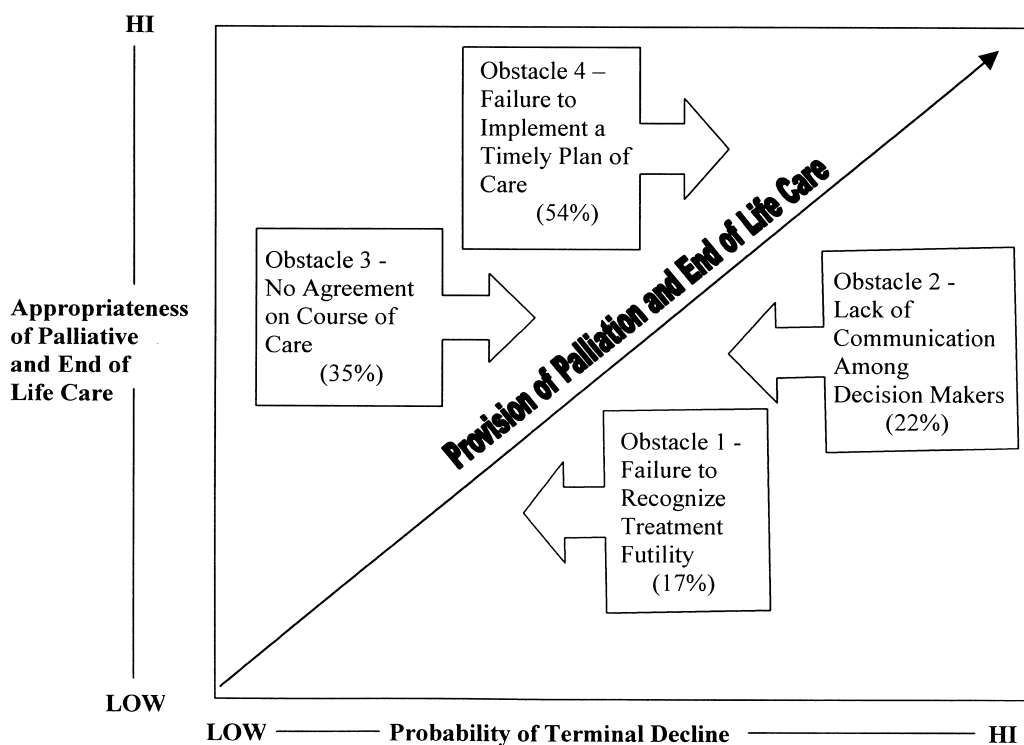 HI
Obstacle 4 –
Failure to
Implement a
Timely Plan of
Care
(54%)
Obstacle 3 -
No Agreement
on Course of
Care
(35%)
Provision of Palliation and End of Life Care
Obstacle 2 -
Lack of
Communication
Among
Decision Makers
(22%)
Obstacle 1 -
Failure to
Recognize
Treatment
Futility
(17%)
Appropriateness
of Palliative
and End of
Life Care
LOW
LOW Probability of Terminal Decline HI